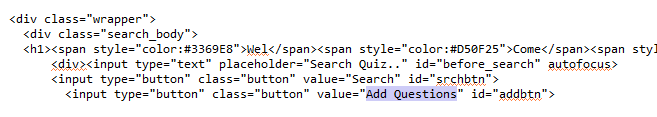 <div class="wrapper">
<div class="search_body">
<h1><span style="color:#3369E8">Wel</span><span style="color:#D50F25">Come</span><span styl
<div><input type="text" placeholder="Search Quiz.." id="before_search" autofocus>
<input type="button" class="button" value="Search" id="srchbtn">
<input type="button" class="button" value="Add Questions" id="addbtn">